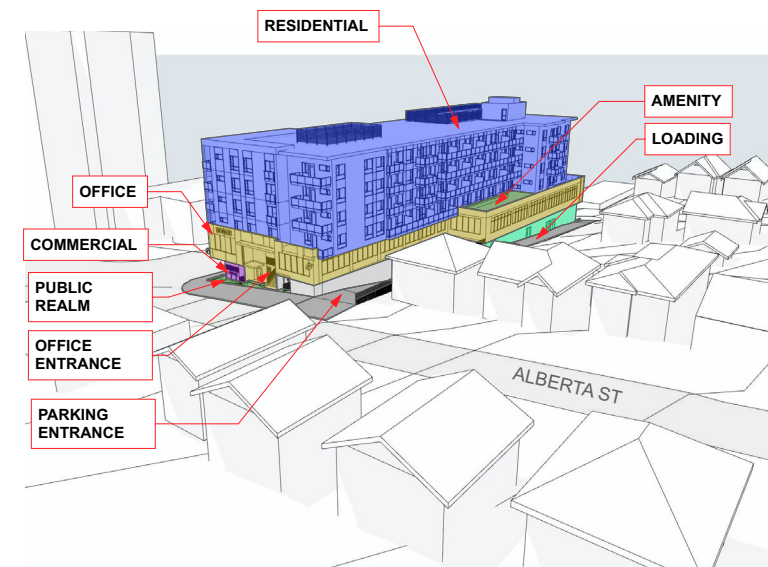 RESIDENTIAL
AMENITY
LOADING
OFFICE
COMMERCIAL
PUBLIC
REALM
OFFICE
ENTRANCE
PARKING
ENTRANCE
ALBERTA ST